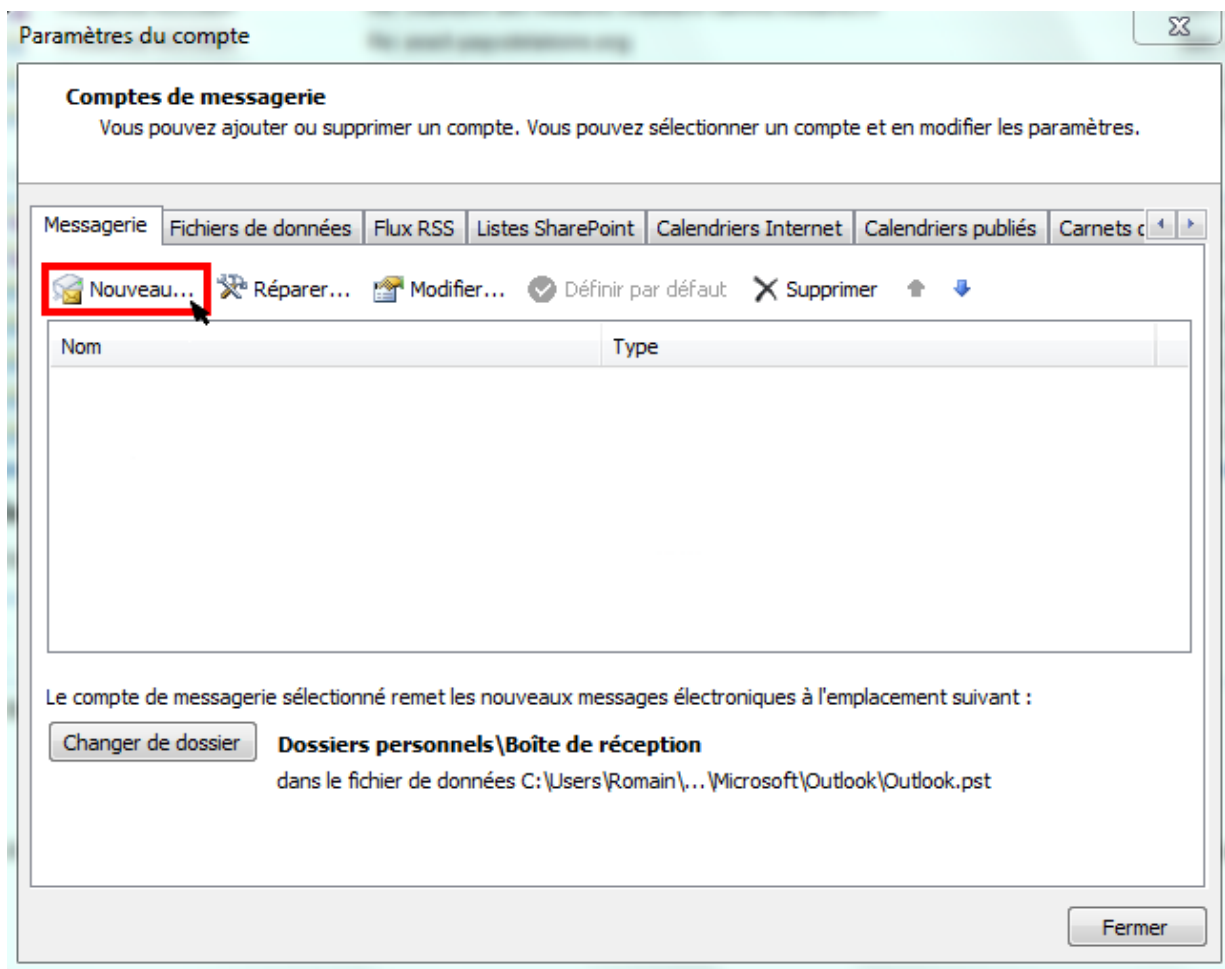 Paramètres du compte
Comptes de messagerie
Vous pouvez ajouter ou supprimer un compte. Vous pouvez sélectionner un compte et en modifier les paramètres.
Messagerie Fichiers de données Flux RSS Listes SharePoint Calendriers Internet Calendriers publiés Carnets
Nouveau... Réparer... Modifier... Définir par défaut Supprimer
Nom Type
Le compte de messagerie sélectionné remet les nouveaux messages électroniques à l'emplacement suivant :
Changer de dossier Dossiers personnels\Boîte de réception
dans le fichier de données C:\Users\Romain\...\Microsoft\Outlook\Outlook.pst
Fermer